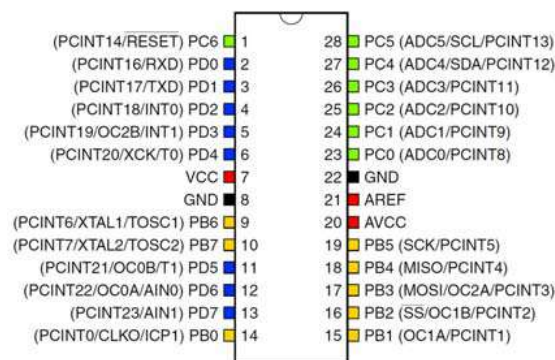 (PCINT14/RESET) PC6 1
(PCINT16/RXD) PD0 2
(PCINT17/TXD) PD1 3
(PCINT18/INT0) PD2 4
(PCINT19/OC2B/INT1) PD3 5
(PCINT20/XCK/T0) PD4 6
VCC 7
GND 8
(PCINT6/XTAL1/TOSC1) PB6 9
(PCINT7/XTAL2/TOSC2) PB7 10
(PCINT21/OC0B/T1) PD5 11
(PCINT22/OC0A/AIN0) PD6 12
(PCINT23/AIN1) PD7 13
(PCINT0/CLKO/ICP1) PB0 14
28 PC5 (ADC5/SCL/PCINT13)
27 PC4 (ADC4/SDA/PCINT12)
26 PC3 (ADC3/PCINT11)
25 PC2 (ADC2/PCINT10)
24 PC1 (ADC1/PCINT9)
23 PC0 (ADC0/PCINT8)
22 GND
21 AREF
20 AVCC
19 PB5 (SCK/PCINT5)
18 PB4 (MISO/PCINT4)
17 PB3 (MOSI/OC2A/PCINT3)
16 PB2 (SS/OC1B/PCINT2)
15 PB1 (OC1A/PCINT1)